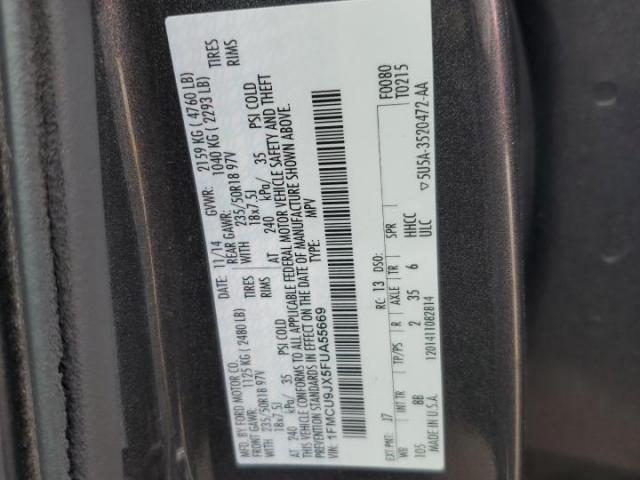 MFD. BY FORD MOTOR CO.
DATE: 11/14 GVWR: 2159 KG ( 4760 LB)
FRONT GAWR: 1125 KG ( 2480 LB) REAR GAWR: 1040 KG ( 2293 LB)
WITH 235/50R18 97V TIRES WITH 235/50R18 97V TIRES
18x7.5J RIMS 18x7.5J RIMS
AT 240 kPa/ 35 PSI COLD AT 240 kPa/ 35 PSI COLD
THIS VEHICLE CONFORMS TO ALL APPLICABLE FEDERAL MOTOR VEHICLE SAFETY AND THEFT
PREVENTION STANDARDS IN EFFECT ON THE DATE OF MANUFACTURE SHOWN ABOVE.
1FMCU9JX5FUA55669 TYPE: MPV
F0080
T0215
EXT PNT: J7 RC: 13 DSO:
WB INT TR TP/PS R AXLE TR SPR
105 8B 2 35 6 HHCC
ULC
MADE IN U.S.A.
1201411082814
5U5A-3520472-AA